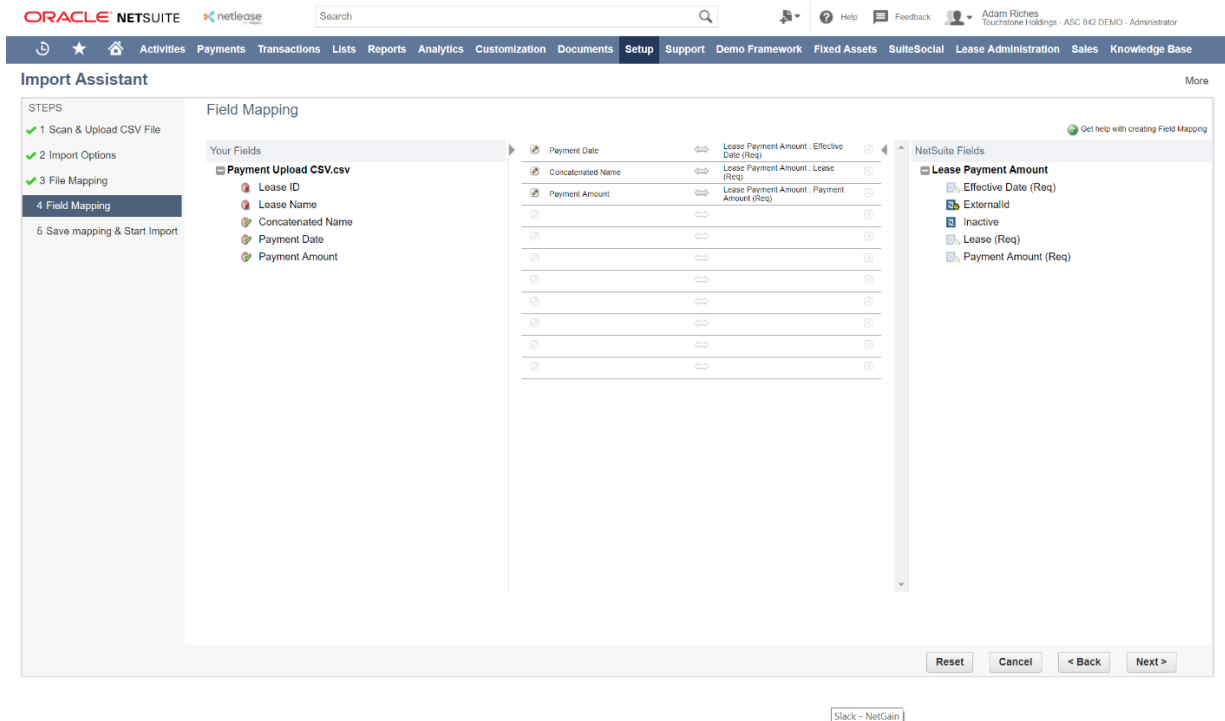 ORACLE NETSUITE
netlease
Search
Help
Feedback
Adam Riches
Touchstone Holdings - ASC 842 DEMO - Administrator
Activities Payments Transactions Lists Reports Analytics Customization Documents Setup Support Demo Framework Fixed Assets SuiteSocial Lease Administration Sales Knowledge Base
Import Assistant
More
STEPS
1 Scan & Upload CSV File
2 Import Options
3 File Mapping
4 Field Mapping
5 Save mapping & Start Import
Field Mapping
Get help with creating Field Mapping
Your Fields
Payment Upload CSV.csv
Lease ID
Lease Name
Concatenated Name
Payment Date
Payment Amount
Payment Date
Lease Payment Amount : Effective
Date (Req)
Concatenated Name
Lease Payment Amount : Lease
(Req)
Payment Amount
Lease Payment Amount : Payment
Amount (Req)
NetSuite Fields
Lease Payment Amount
Effective Date (Req)
ExternalId
Inactive
Lease (Req)
Payment Amount (Req)
Reset
Cancel
< Back
Next >
Slack - NetGain